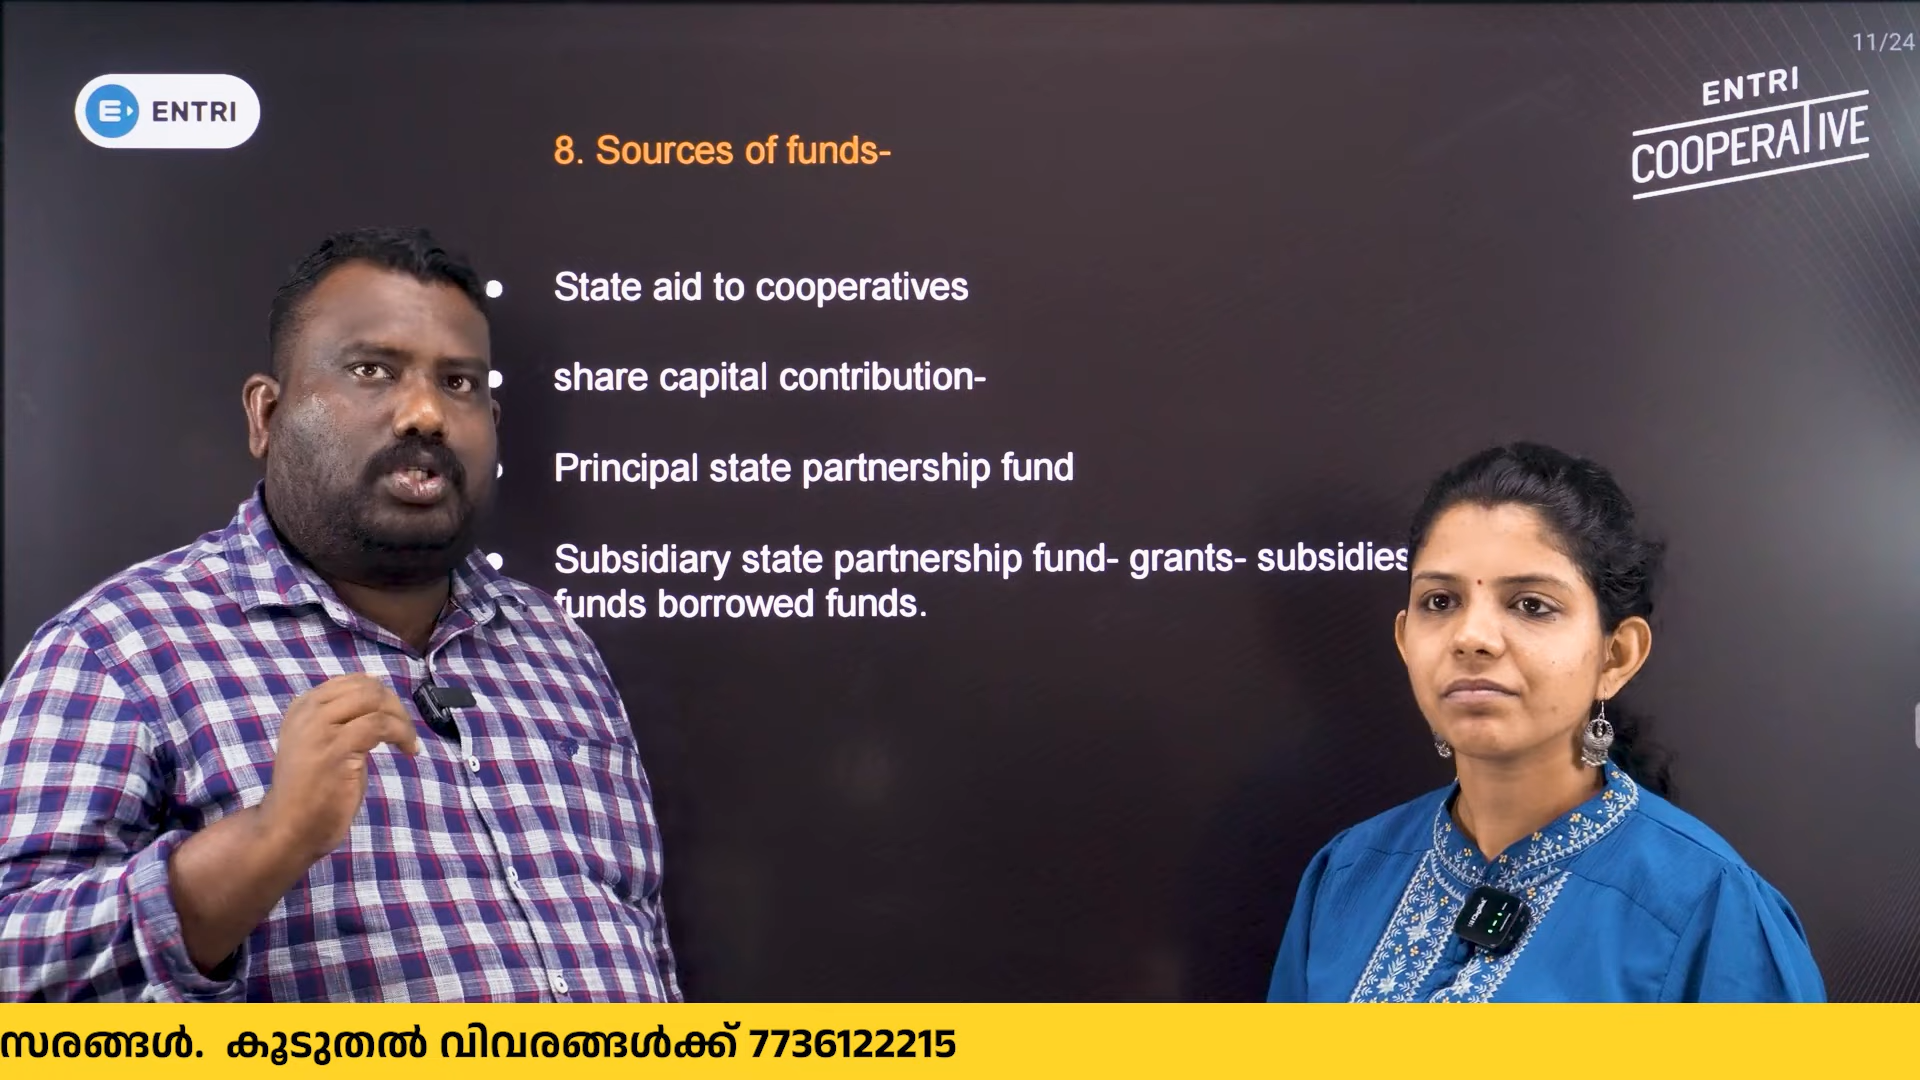 11/24
ENTRI
ENTRI
COOPERATIVE
8. Sources of funds-
State aid to cooperatives
share capital contribution-
Principal state partnership fund
Subsidiary state partnership fund- grants- subsidies
funds borrowed funds.
സരങ്ങൾ. കൂടുതൽ വിവരങ്ങൾക്ക് 7736122215